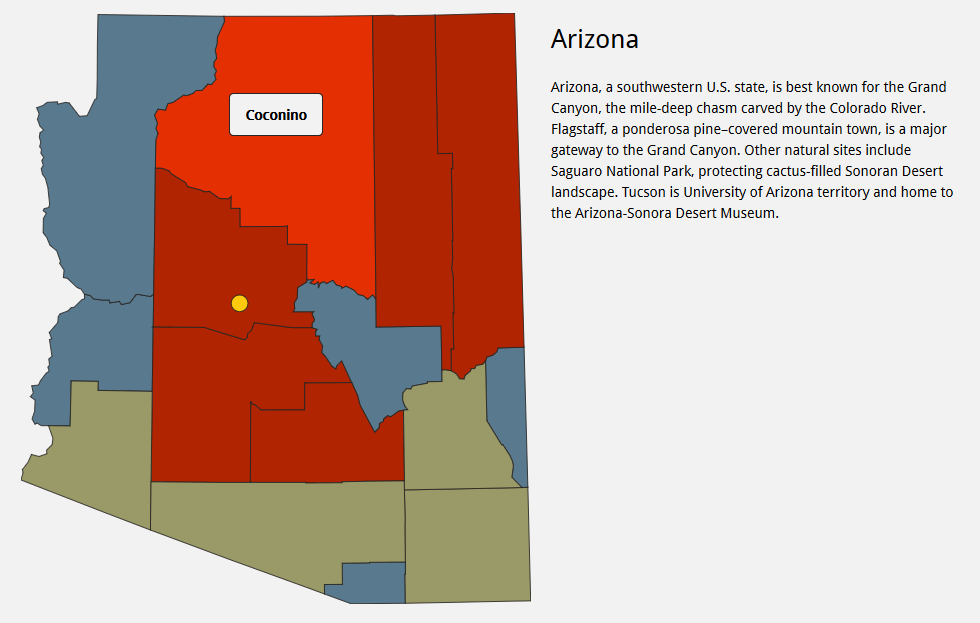 Arizona
Arizona, a southwestern U.S. state, is best known for the Grand
Canyon, the mile-deep chasm carved by the Colorado River.
Flagstaff, a ponderosa pine–covered mountain town, is a major
gateway to the Grand Canyon. Other natural sites include
Saguaro National Park, protecting cactus-filled Sonoran Desert
landscape. Tucson is University of Arizona territory and home to
the Arizona-Sonora Desert Museum.
Coconino